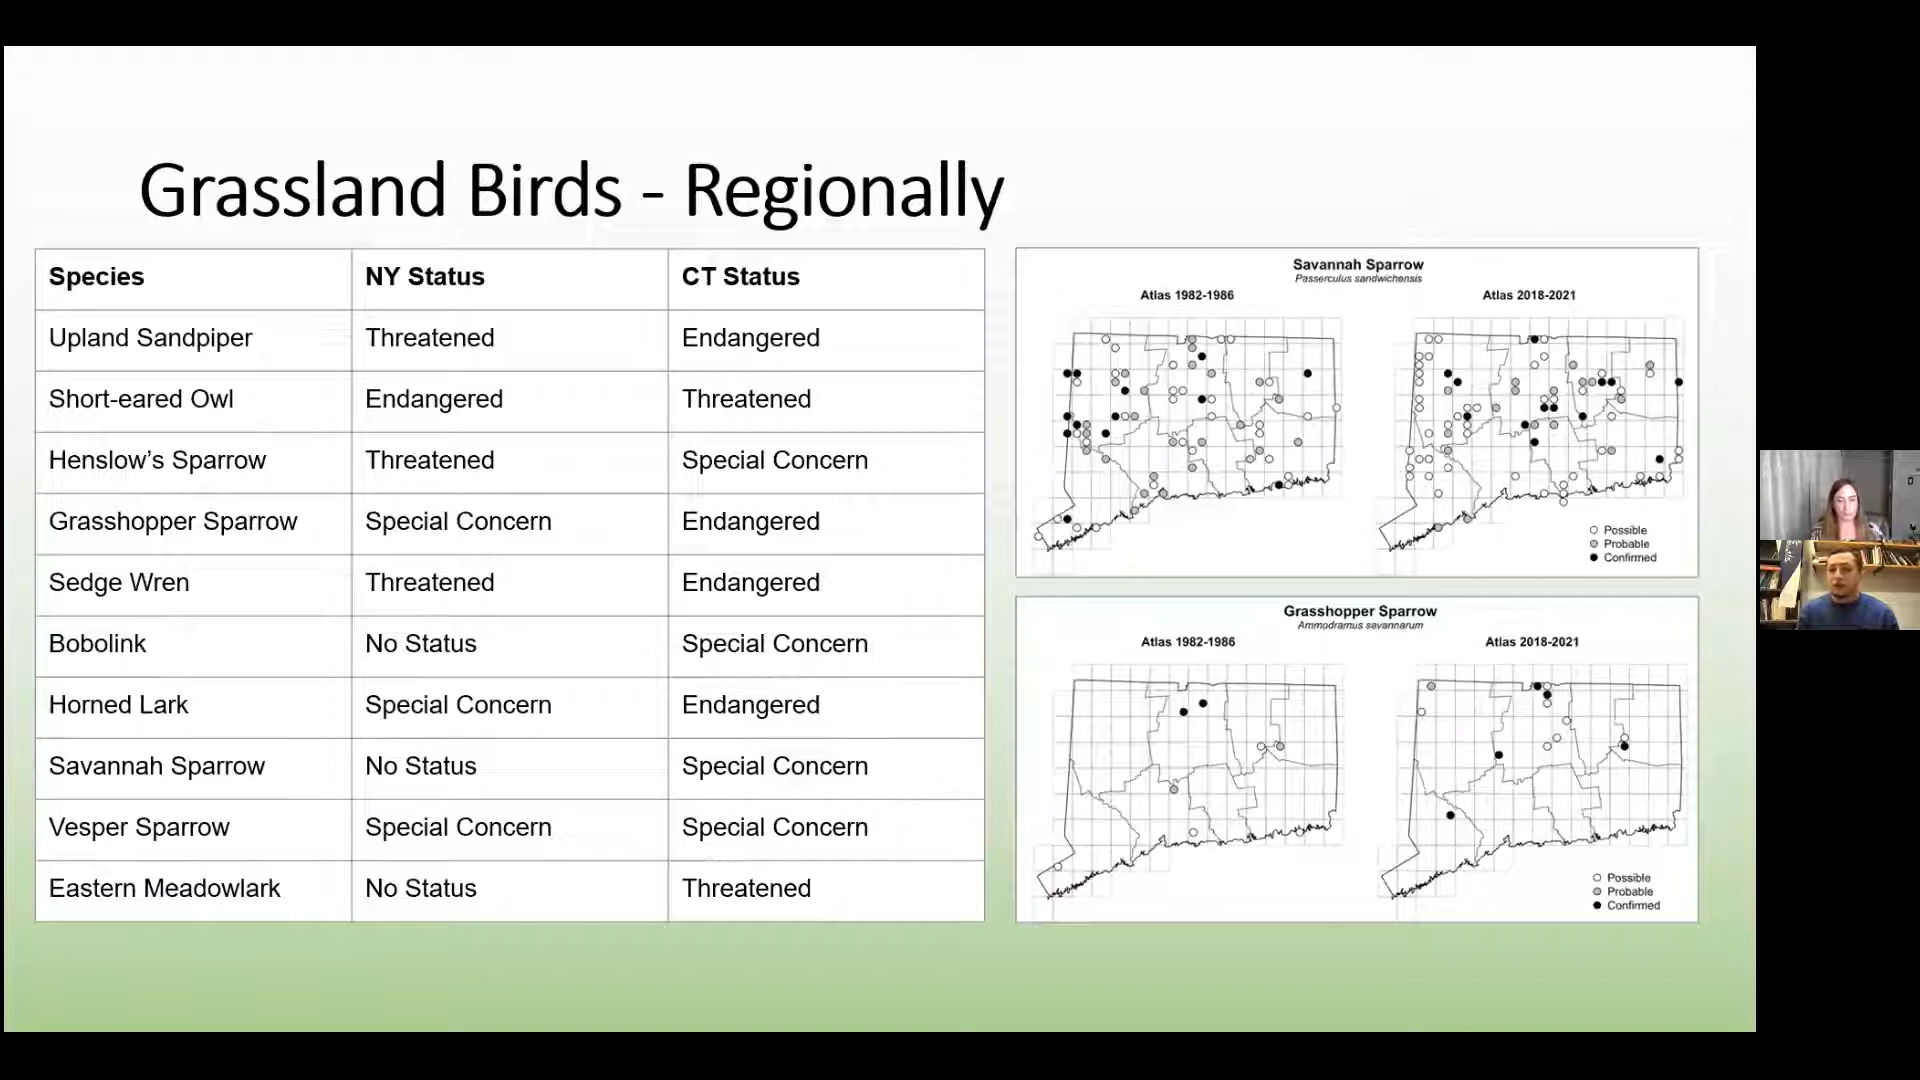 Grassland Birds - Regionally
Species NY Status CT Status
Upland Sandpiper Threatened Endangered
Short-eared Owl Endangered Threatened
Henslow’s Sparrow Threatened Special Concern
Grasshopper Sparrow Special Concern Endangered
Sedge Wren Threatened Endangered
Bobolink No Status Special Concern
Horned Lark Special Concern Endangered
Savannah Sparrow No Status Special Concern
Vesper Sparrow Special Concern Special Concern
Eastern Meadowlark No Status Threatened
Savannah Sparrow
Passerculus sandwichensis
Atlas 1982-1986 Atlas 2018-2021
Possible
Probable
Confirmed
Grasshopper Sparrow
Ammodramus savannarum
Atlas 1982-1986 Atlas 2018-2021
Possible
Probable
Confirmed